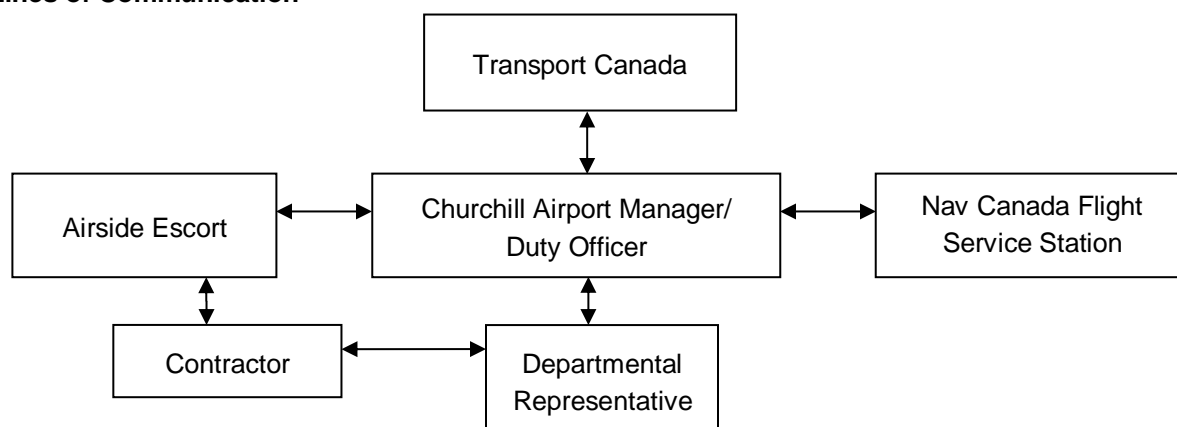 Lines of Communication
Transport Canada
Airside Escort
Churchill Airport Manager/
Duty Officer
Nav Canada Flight
Service Station
Contractor
Departmental
Representative